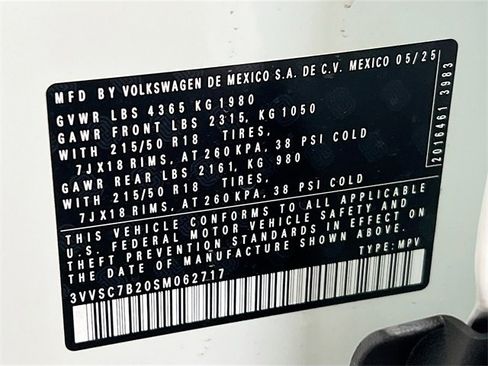 MFD BY VOLKSWAGEN DE MEXICO S.A. DE C.V. MEXICO 05/25
GVWR LBS 4365 KG 1980
GAWR FRONT LBS 2315, KG 1050
WITH 215/50 R18 TIRES,
7JX18 RIMS, AT 260 KPA, 38 PSI COLD
GAWR REAR LBS 2161, KG 980
WITH 215/50 R18 TIRES,
7JX18 RIMS, AT 260 KPA, 38 PSI COLD
THIS VEHICLE CONFORMS TO ALL APPLICABLE
U.S. FEDERAL MOTOR VEHICLE SAFETY AND
THEFT PREVENTION STANDARDS IN EFFECT ON
THE DATE OF MANUFACTURE SHOWN ABOVE.
3VVSC7B20SM062717 TYPE: MPV
2016461 3983